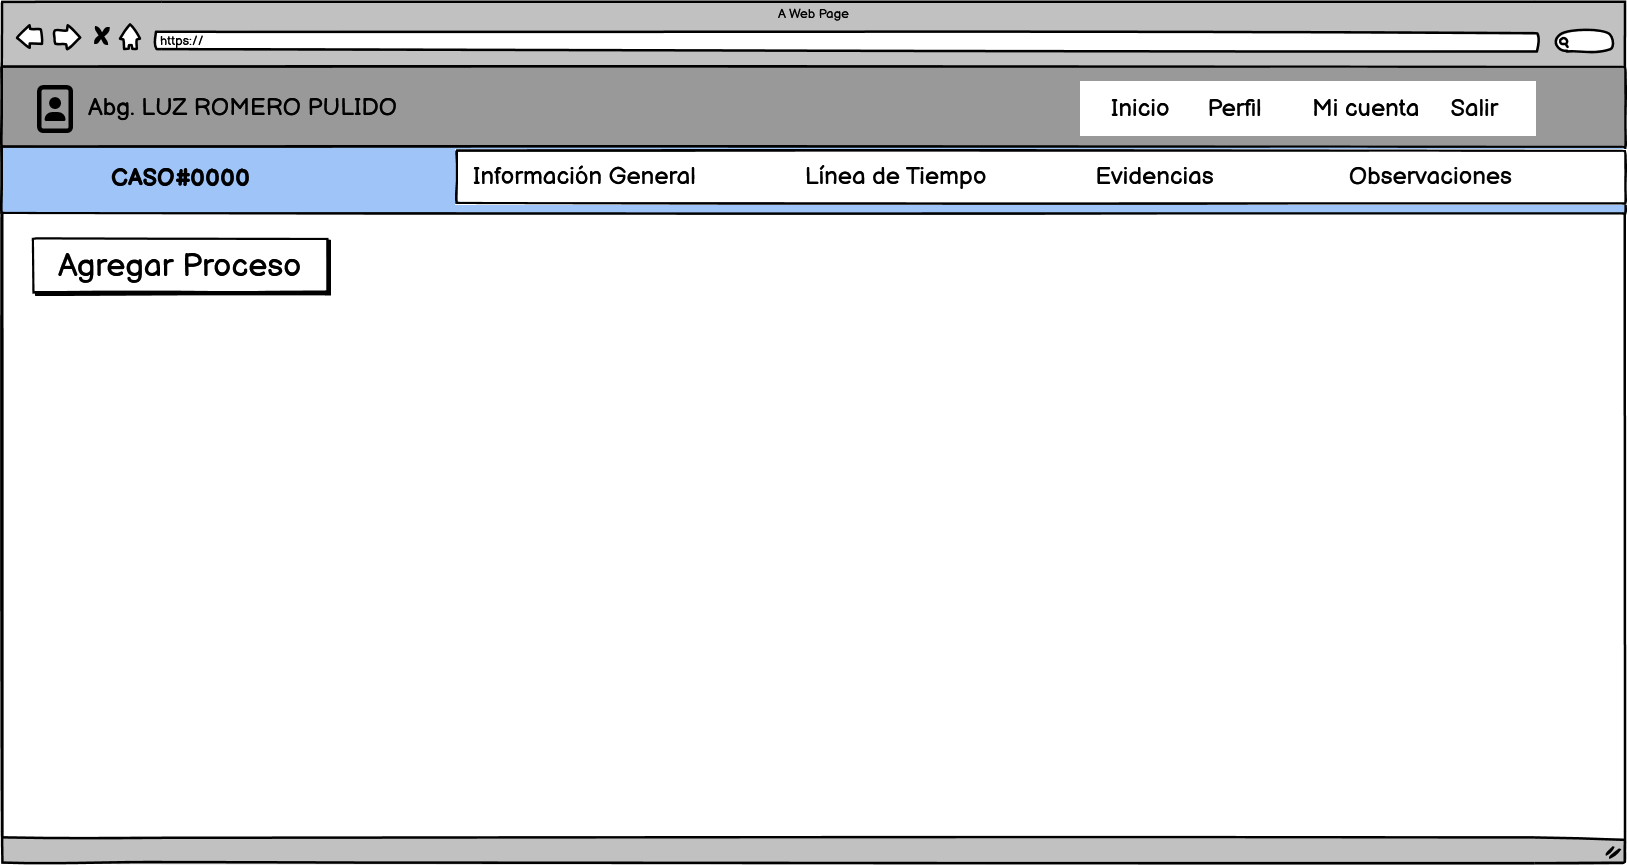 A Web Page
https://
Abg. LUZ ROMERO PULIDO
Inicio Perfil Mi cuenta Salir
CASO#0000
Información General Línea de Tiempo Evidencias Observaciones
Agregar Proceso